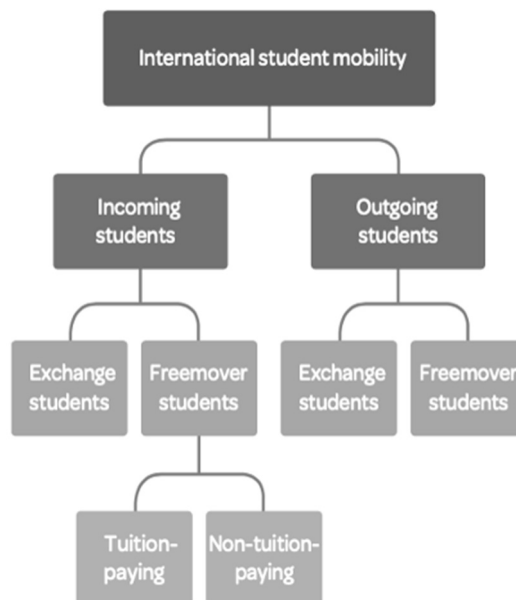 International student mobility
Incoming
students
Outgoing
students
Exchange
students
Freemover
students
Exchange
students
Freemover
students
Tuition-
paying
Non-tuition-
paying